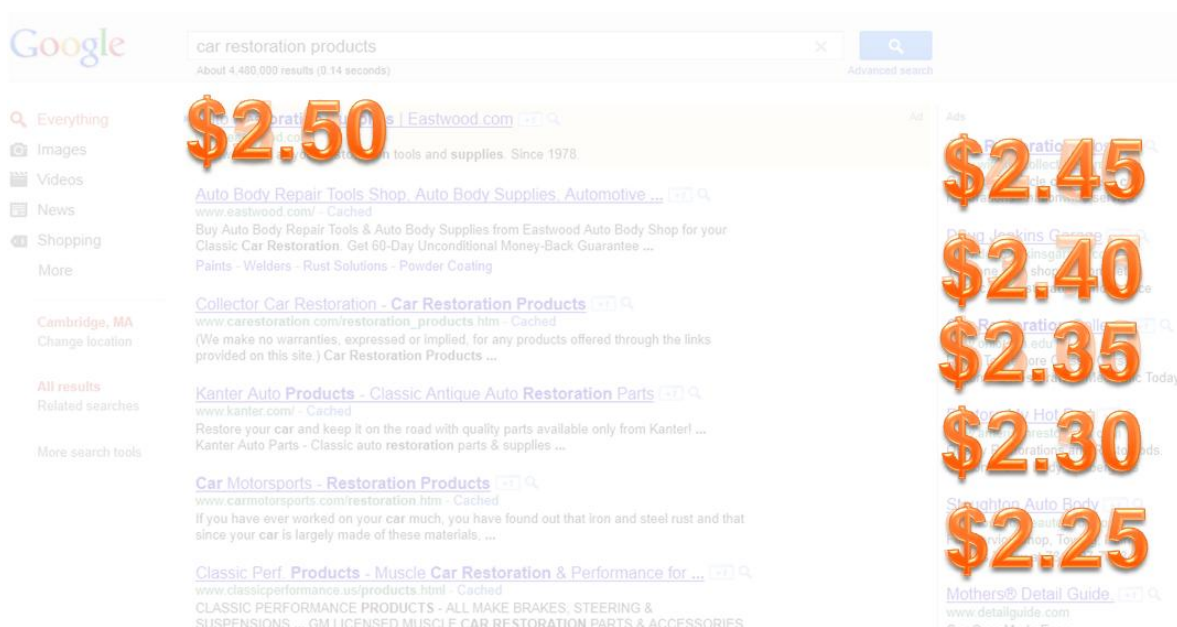 Google
car restoration products
About 4,480,000 results (0.14 seconds)
Advanced search
Everything
Images
Videos
News
Shopping
More
Cambridge, MA
Change location
All results
Related searches
More search tools
$2.50
| Eastwood.com
tools and supplies. Since 1978.
Ad
Auto Body Repair Tools Shop, Auto Body Supplies, Automotive ...
www.eastwood.com/ - Cached
Buy Auto Body Repair Tools & Auto Body Supplies from Eastwood Auto Body Shop for your
Classic Car Restoration. Get 60-Day Unconditional Money-Back Guarantee ...
Paints - Welders - Rust Solutions - Powder Coating
Collector Car Restoration - Car Restoration Products
www.carestoration.com/restoration_products.htm - Cached
(We make no warranties, expressed or implied, for any products offered through the links
provided on this site.) Car Restoration Products ...
Kanter Auto Products - Classic Antique Auto Restoration Parts
www.kanter.com/ - Cached
Restore your car and keep it on the road with quality parts available only from Kanter! ...
Kanter Auto Parts - Classic auto restoration parts & supplies ...
Car Motorsports - Restoration Products
www.carmotorsports.com/restoration.htm - Cached
If you have ever worked on your car much, you have found out that iron and steel rust and that
since your car is largely made of these materials, ...
Classic Perf. Products - Muscle Car Restoration & Performance for ...
www.classicperformance.us/products.html - Cached
CLASSIC PERFORMANCE PRODUCTS - ALL MAKE BRAKES, STEERING &
SUSPENSIONS ... GM LICENSED MUSCLE CAR RESTORATION PARTS & ACCESSORIES
Ads
$2.45
Doug Jenkins Garage
$2.40
$2.35
Today
$2.30
Stoughton Auto Body
$2.25
Mothers® Detail Guide
www.detailguide.com